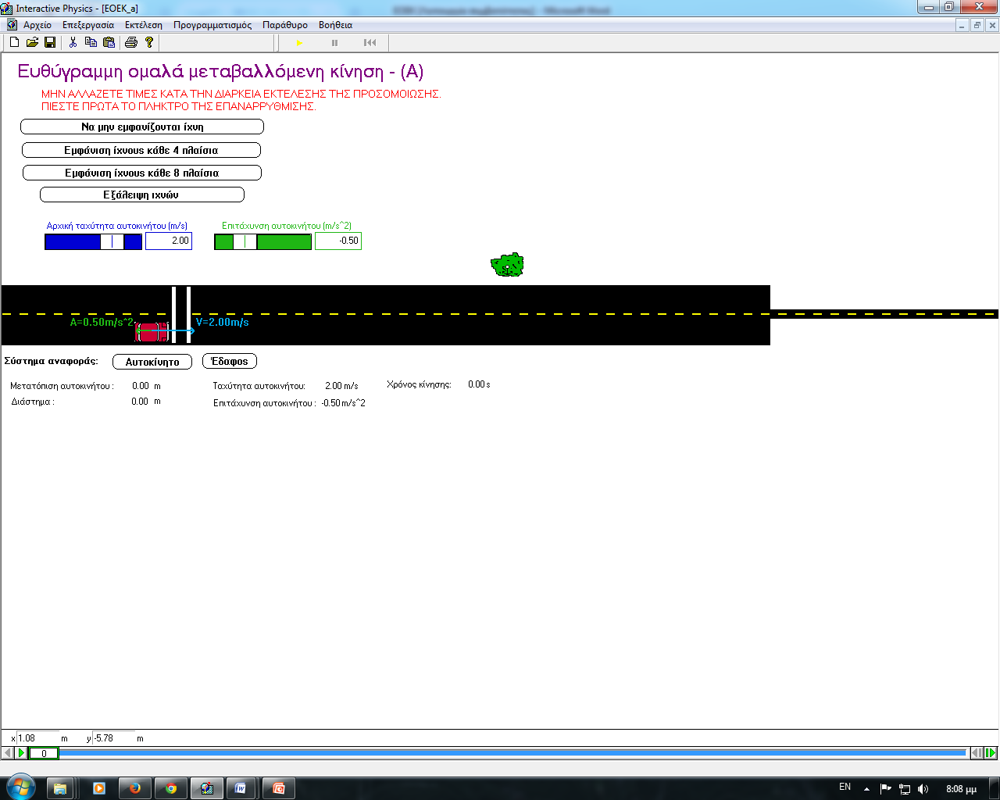 Interactive Physics - [EOEK_a]
Αρχείο Επεξεργασία Εκτέλεση Προγραμματισμός Παράθυρο Βοήθεια
Ευθύγραμμη ομαλά μεταβαλλόμενη κίνηση - (Α)
ΜΗΝ ΑΛΛΑΖΕΤΕ ΤΙΜΕΣ ΚΑΤΑ ΤΗΝ ΔΙΑΡΚΕΙΑ ΕΚΤΕΛΕΣΗΣ ΤΗΣ ΠΡΟΣΟΜΟΙΩΣΗΣ.
ΠΙΕΣΤΕ ΠΡΩΤΑ ΤΟ ΠΛΗΚΤΡΟ ΤΗΣ ΕΠΑΝΑΡΡΥΘΜΙΣΗΣ.
Να μην εμφανίζονται ίχνη
Εμφάνιση ίχνους κάθε 4 πλαίσια
Εμφάνιση ίχνους κάθε 8 πλαίσια
Εξάλειψη ιχνών
Αρχική ταχύτητα αυτοκινήτου (m/s) Επιτάχυνση αυτοκινήτου (m/s^2)
2.00 -0.50
A=0.50m/s^2 V=2.00m/s
Σύστημα αναφοράς: Αυτοκίνητο Έδαφος
Μετατόπιση αυτοκινήτου : 0.00 m Ταχύτητα αυτοκινήτου: 2.00 m/s Χρόνος κίνησης: 0.00 s
Διάστημα : 0.00 m Επιτάχυνση αυτοκινήτου : -0.50 m/s^2
x 1.08 m y -5.78 m
0
EN 8:08 μμ